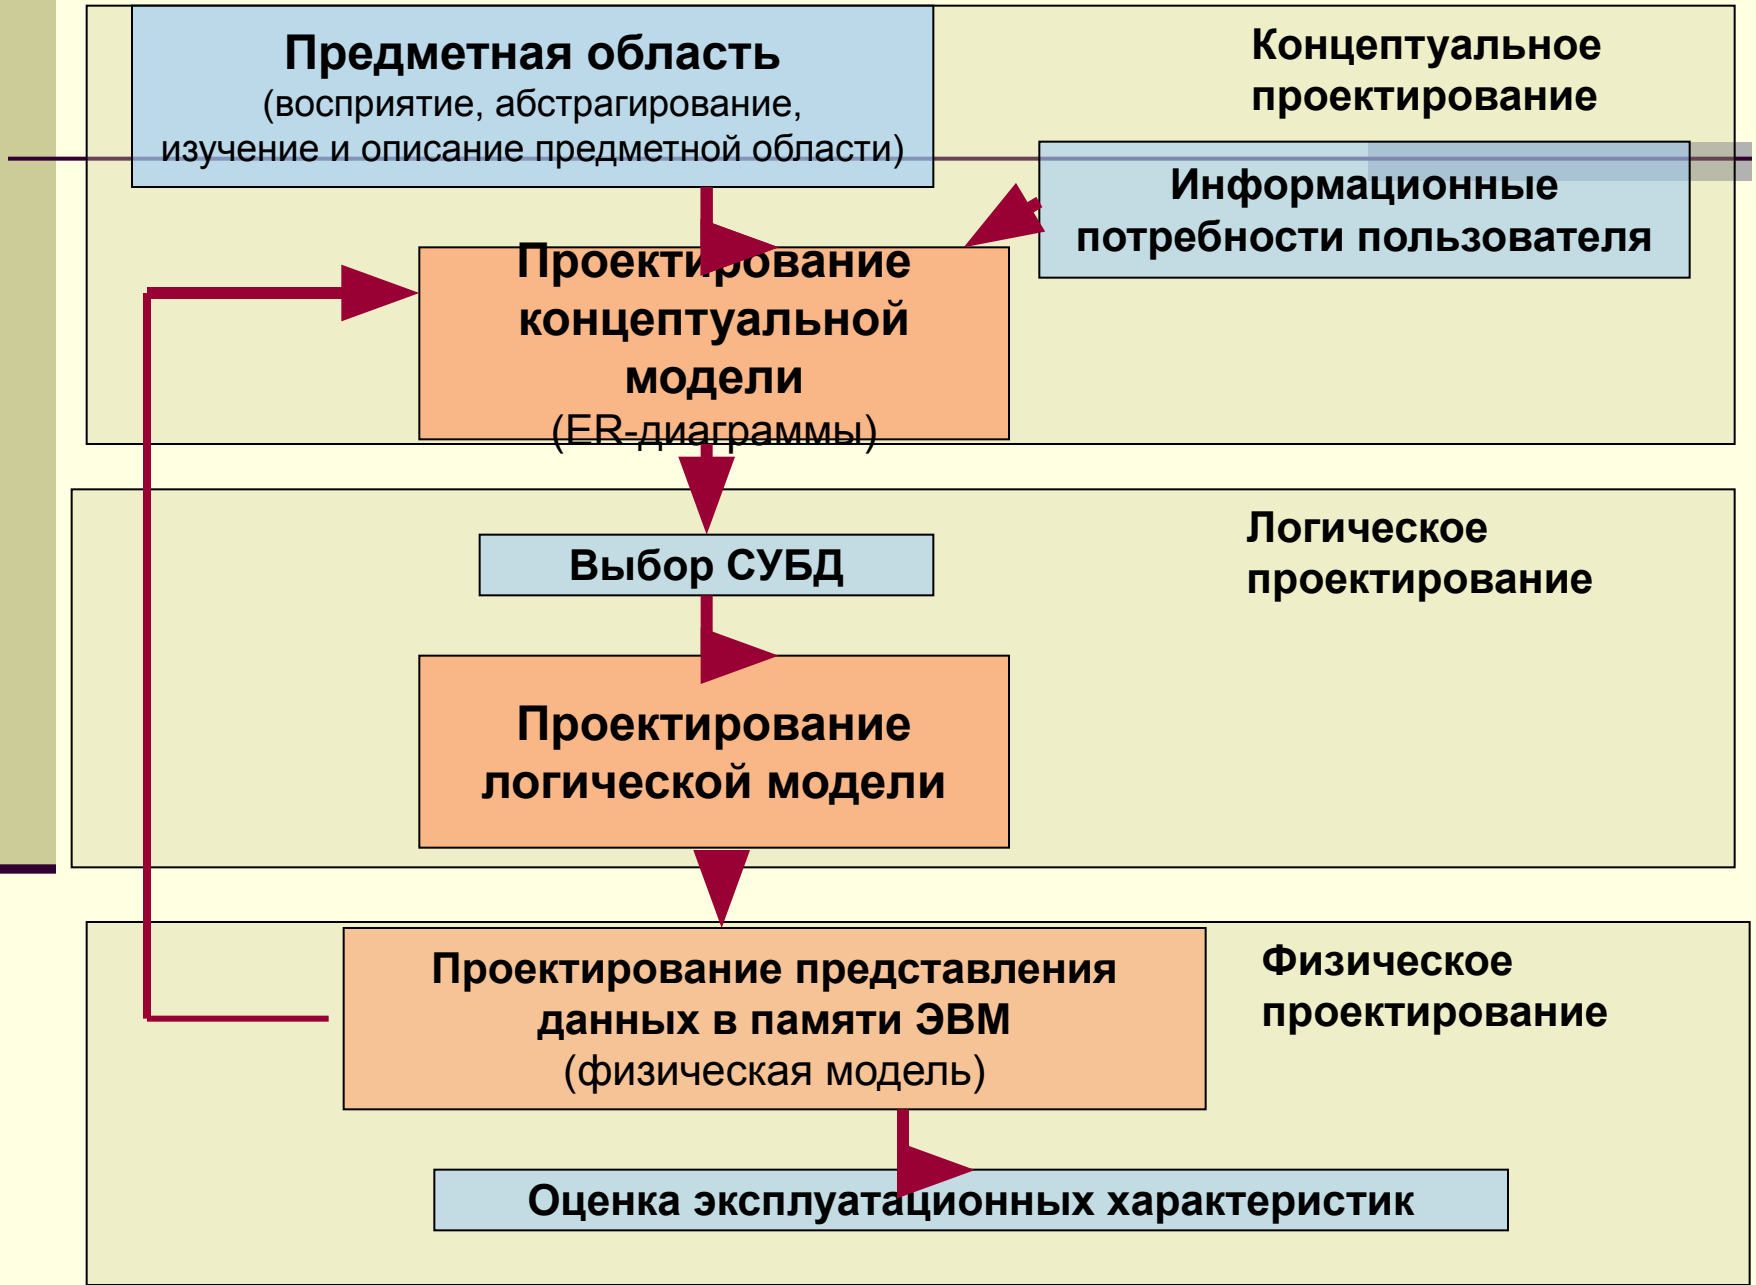 Предметная область
(восприятие, абстрагирование,
изучение и описание предметной области)
Концептуальное
проектирование
Информационные
потребности пользователя
Проектирование
концептуальной
модели
(ER-диаграммы)
Логическое
проектирование
Выбор СУБД
Проектирование
логической модели
Физическое
проектирование
Проектирование представления
данных в памяти ЭВМ
(физическая модель)
Оценка эксплуатационных характеристик